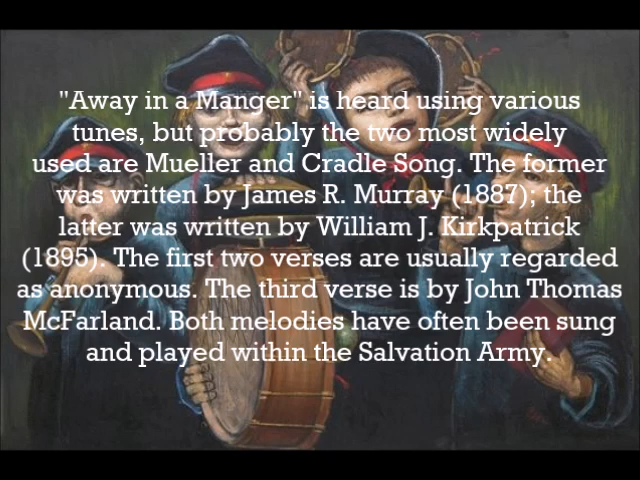 "Away in a Manger" is heard using various
tunes, but probably the two most widely
used are Mueller and Cradle Song. The former
was written by James R. Murray (1887); the
latter was written by William J. Kirkpatrick
(1895). The first two verses are usually regarded
as anonymous. The third verse is by John Thomas
McFarland. Both melodies have often been sung
and played within the Salvation Army.